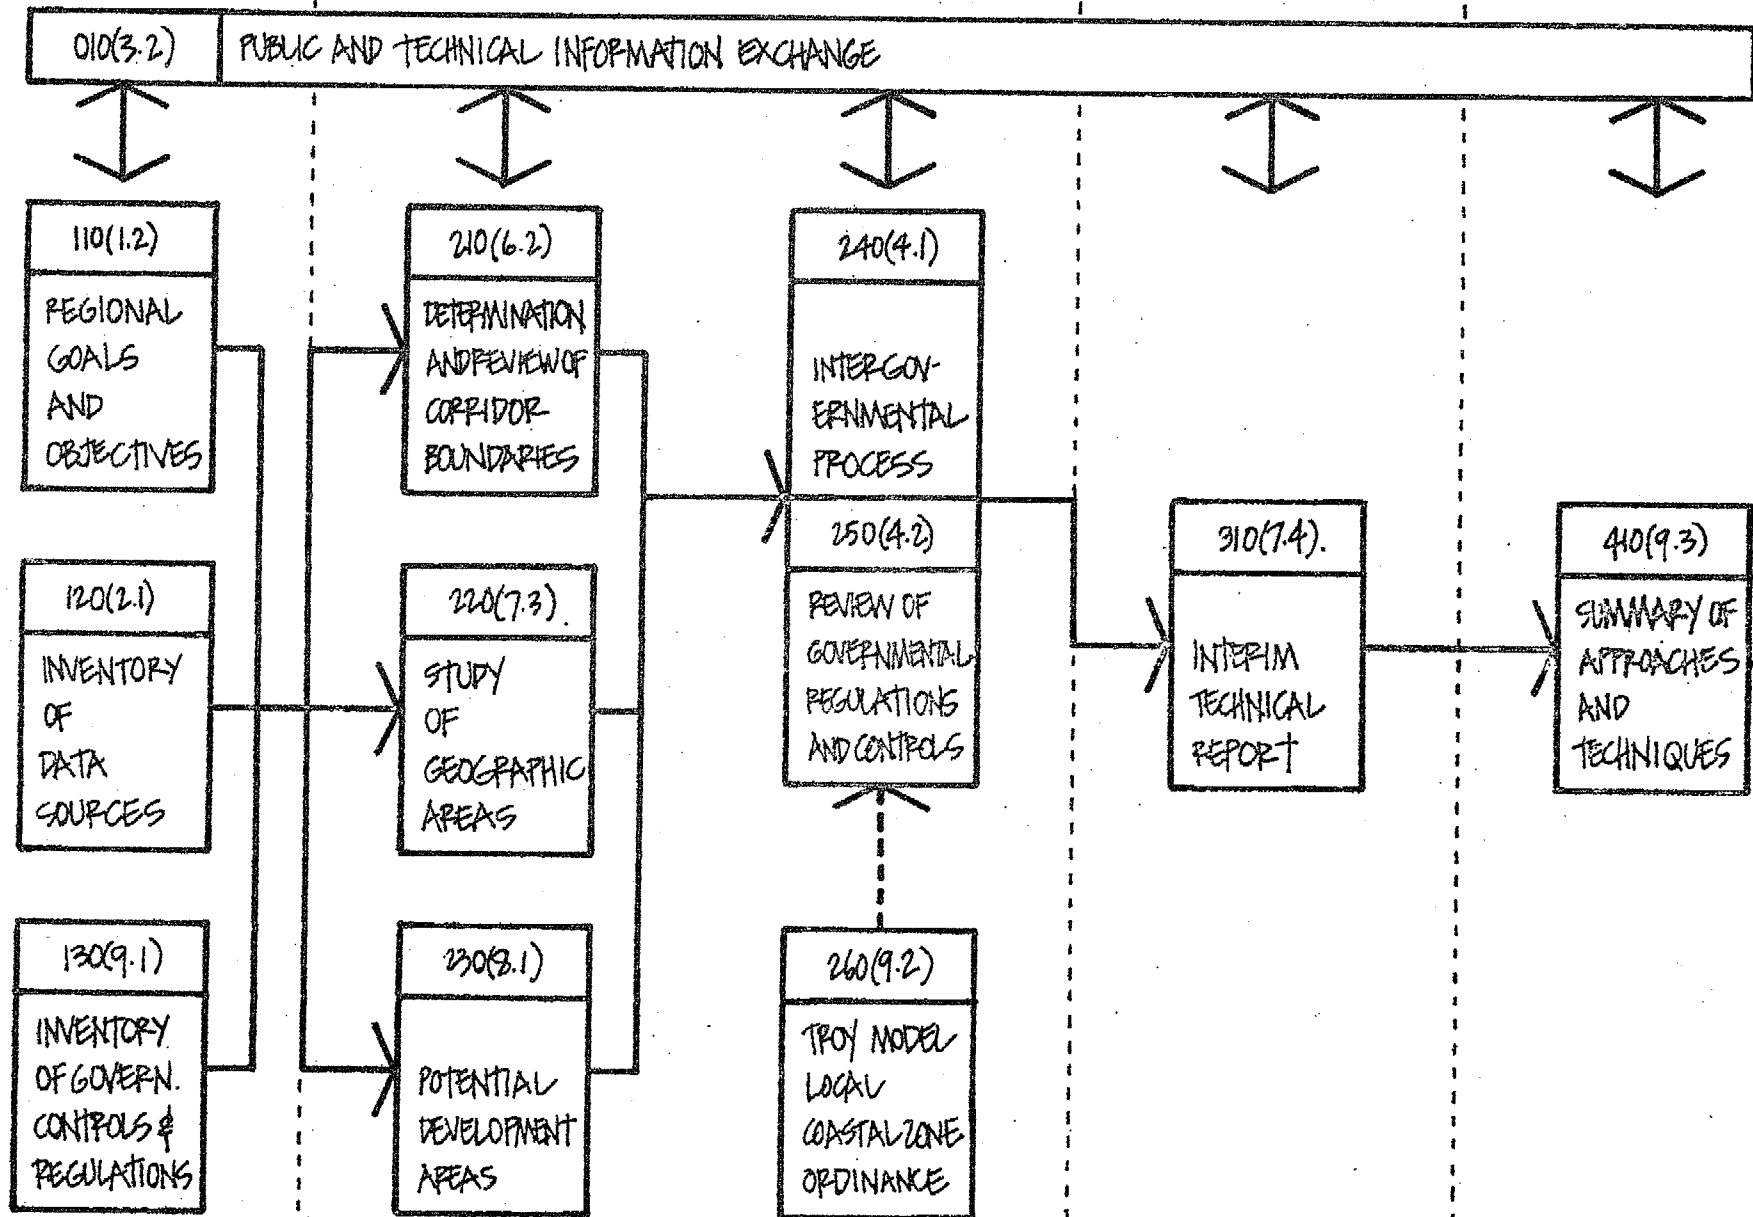 010(3.2)
PUBLIC AND TECHNICAL INFORMATION EXCHANGE
110(1.2)
REGIONAL
GOALS
AND
OBJECTIVES
120(2.1)
INVENTORY
OF
DATA
SOURCES
130(9.1)
INVENTORY
OF GOVERN.
CONTROLS &
REGULATIONS
210(6.2)
DETERMINATION
AND REVIEW OF
CORRIDOR
BOUNDARIES
220(7.3).
STUDY
OF
GEOGRAPHIC
AREAS
230(8.1)
POTENTIAL
DEVELOPMENT
AREAS
240(4.1)
INTERGOV-
ERNMENTAL
PROCESS
250(4.2)
REVIEW OF
GOVERNMENTAL
REGULATIONS
AND CONTROLS
260(9.2)
TROY MODEL
LOCAL
COASTAL ZONE
ORDINANCE
310(7.4).
INTERIM
TECHNICAL
REPORT
410(9.3)
SUMMARY OF
APPROACHES
AND
TECHNIQUES